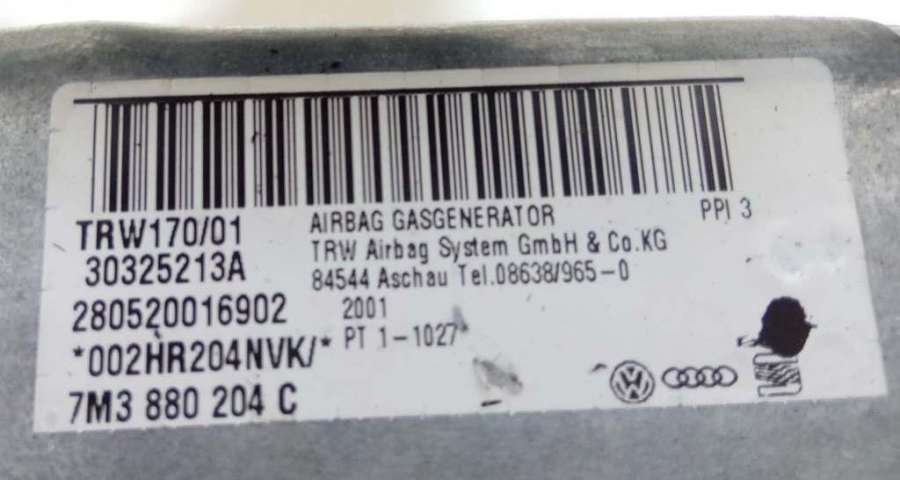 TRW170/01
30325213A
280520016902
*002HR204NVK/*
7M3 880 204 C
AIRBAG GASGENERATOR
TRW Airbag System GmbH & Co.KG
84544 Aschau Tel.08638/965-0
2001
PT 1-1027
PPI 3